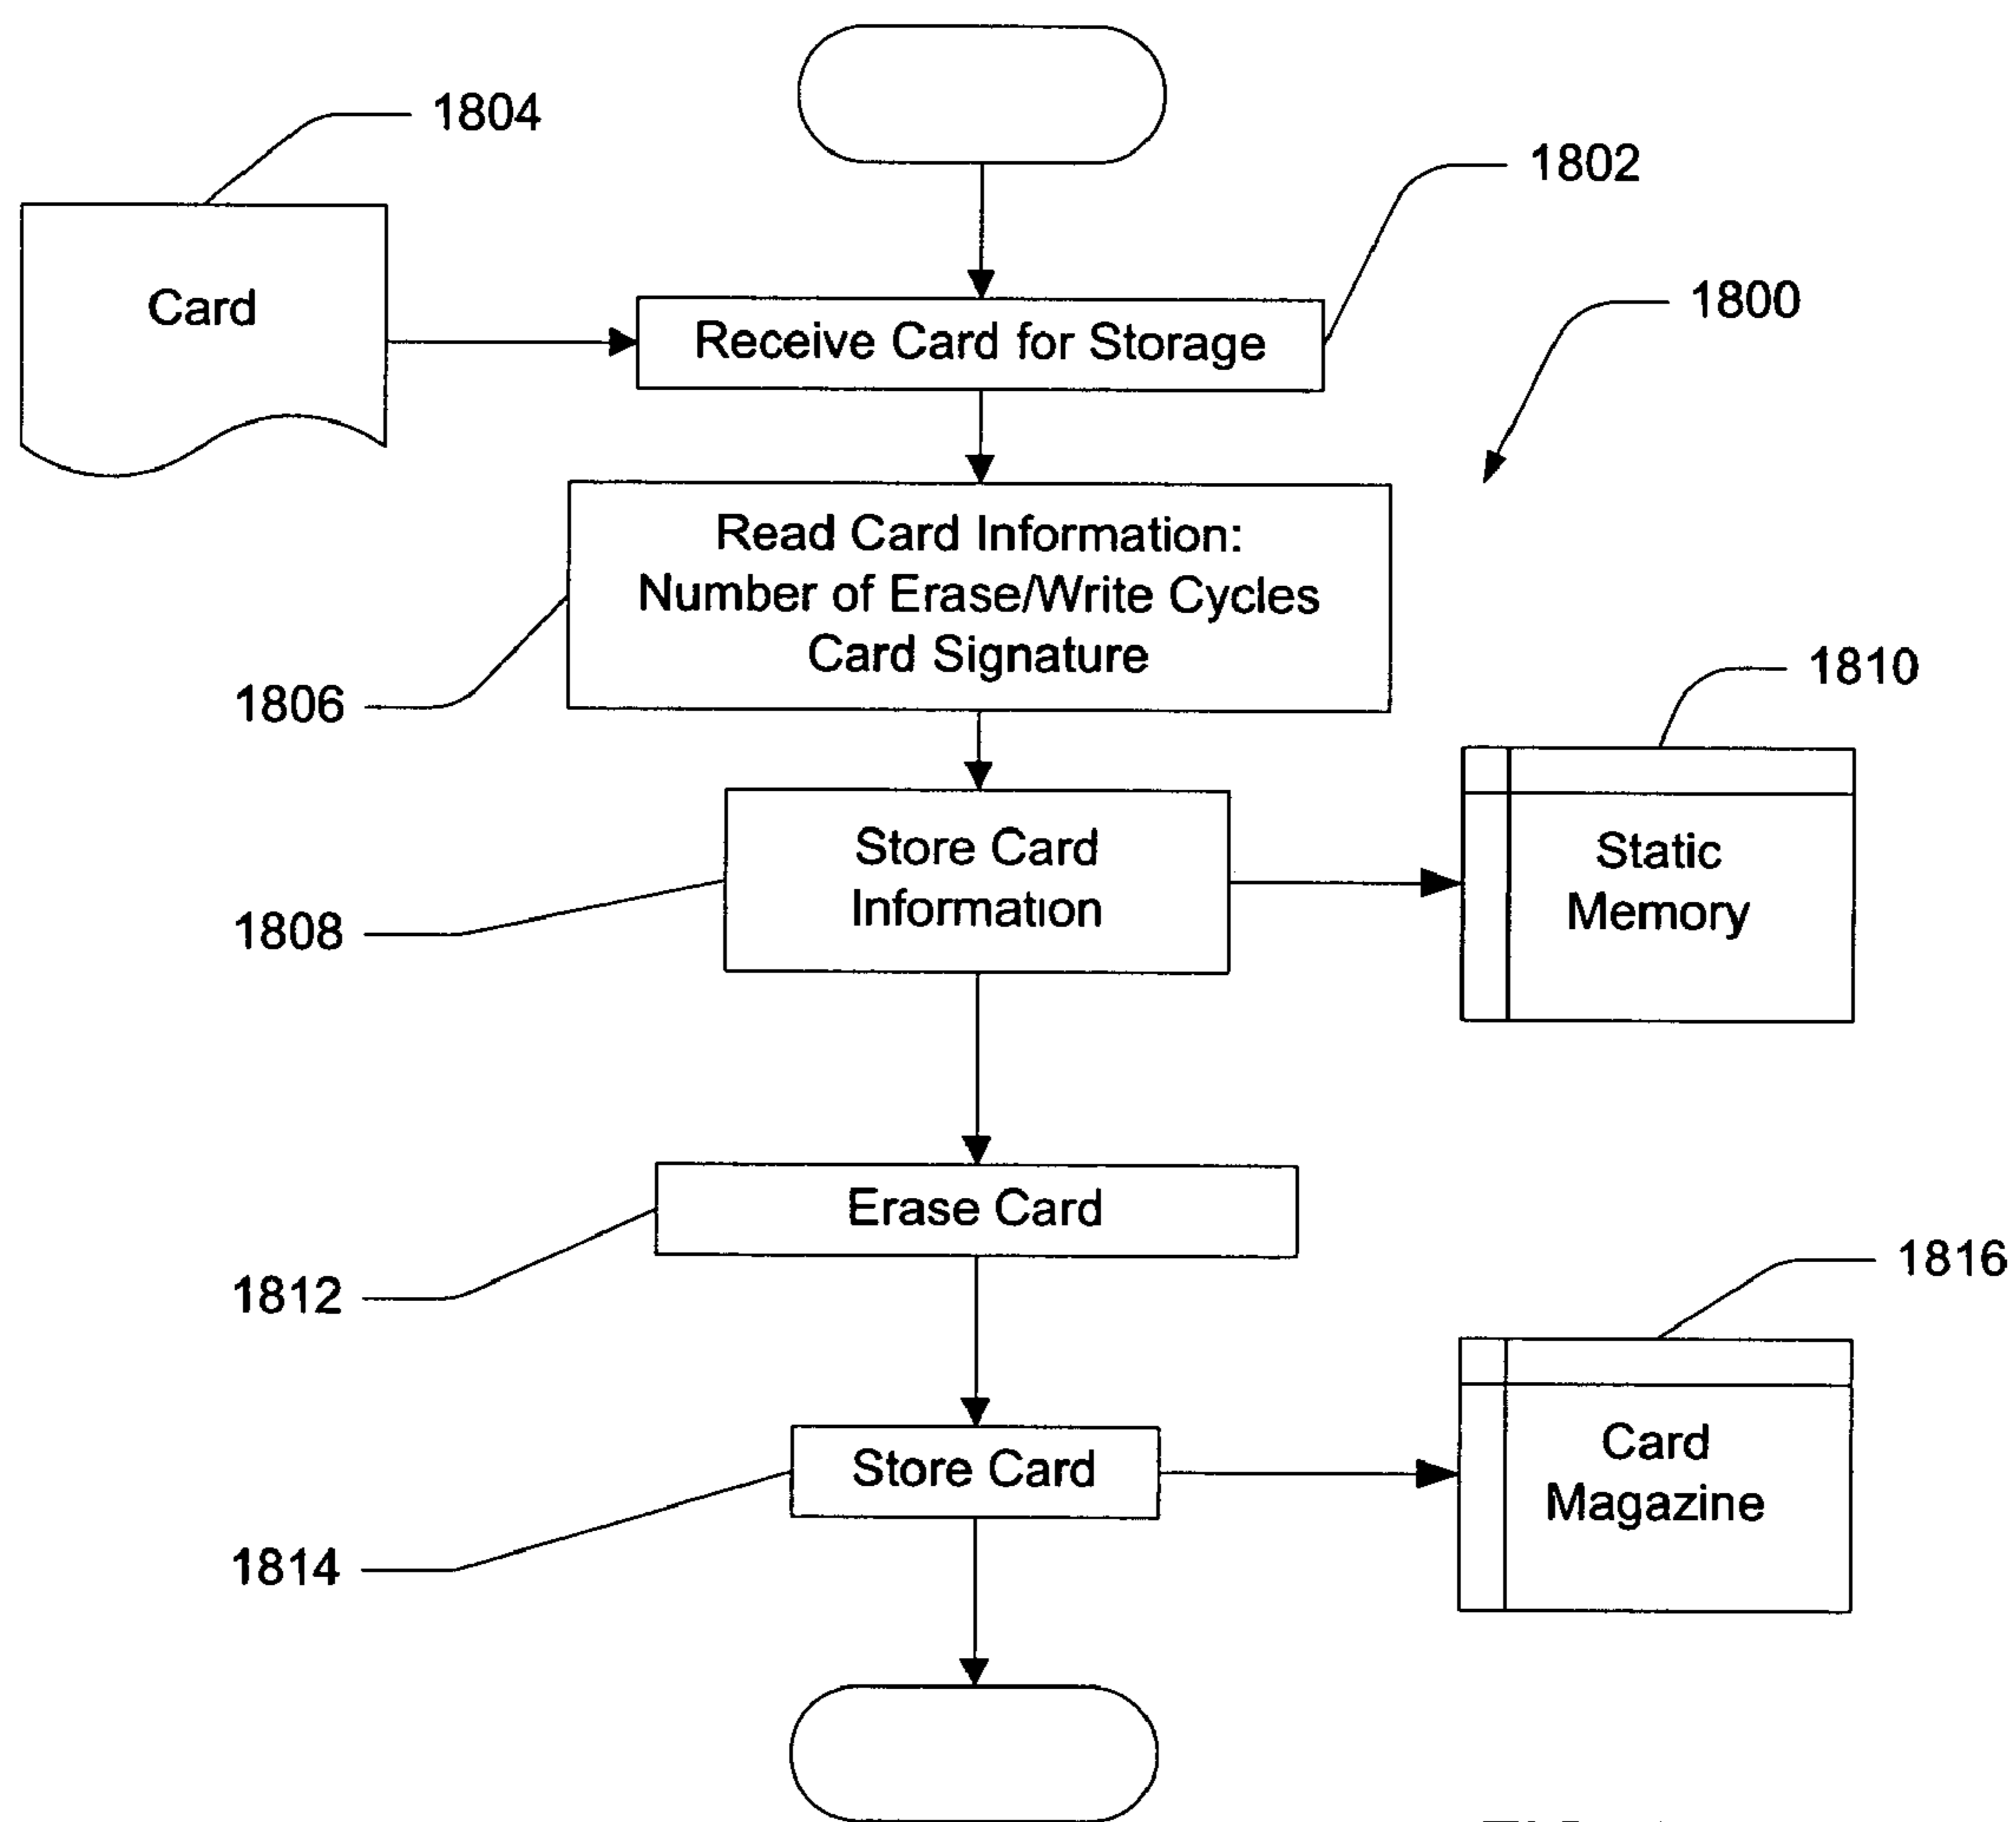 1804
1802
Card
1800
Receive Card for Storage
Read Card Information:
Number of Erase/Write Cycles
Card Signature
1806
1810
Store Card
Information
Static
Memory
1808
Erase Card
1812
1816
Store Card
Card
Magazine
1814